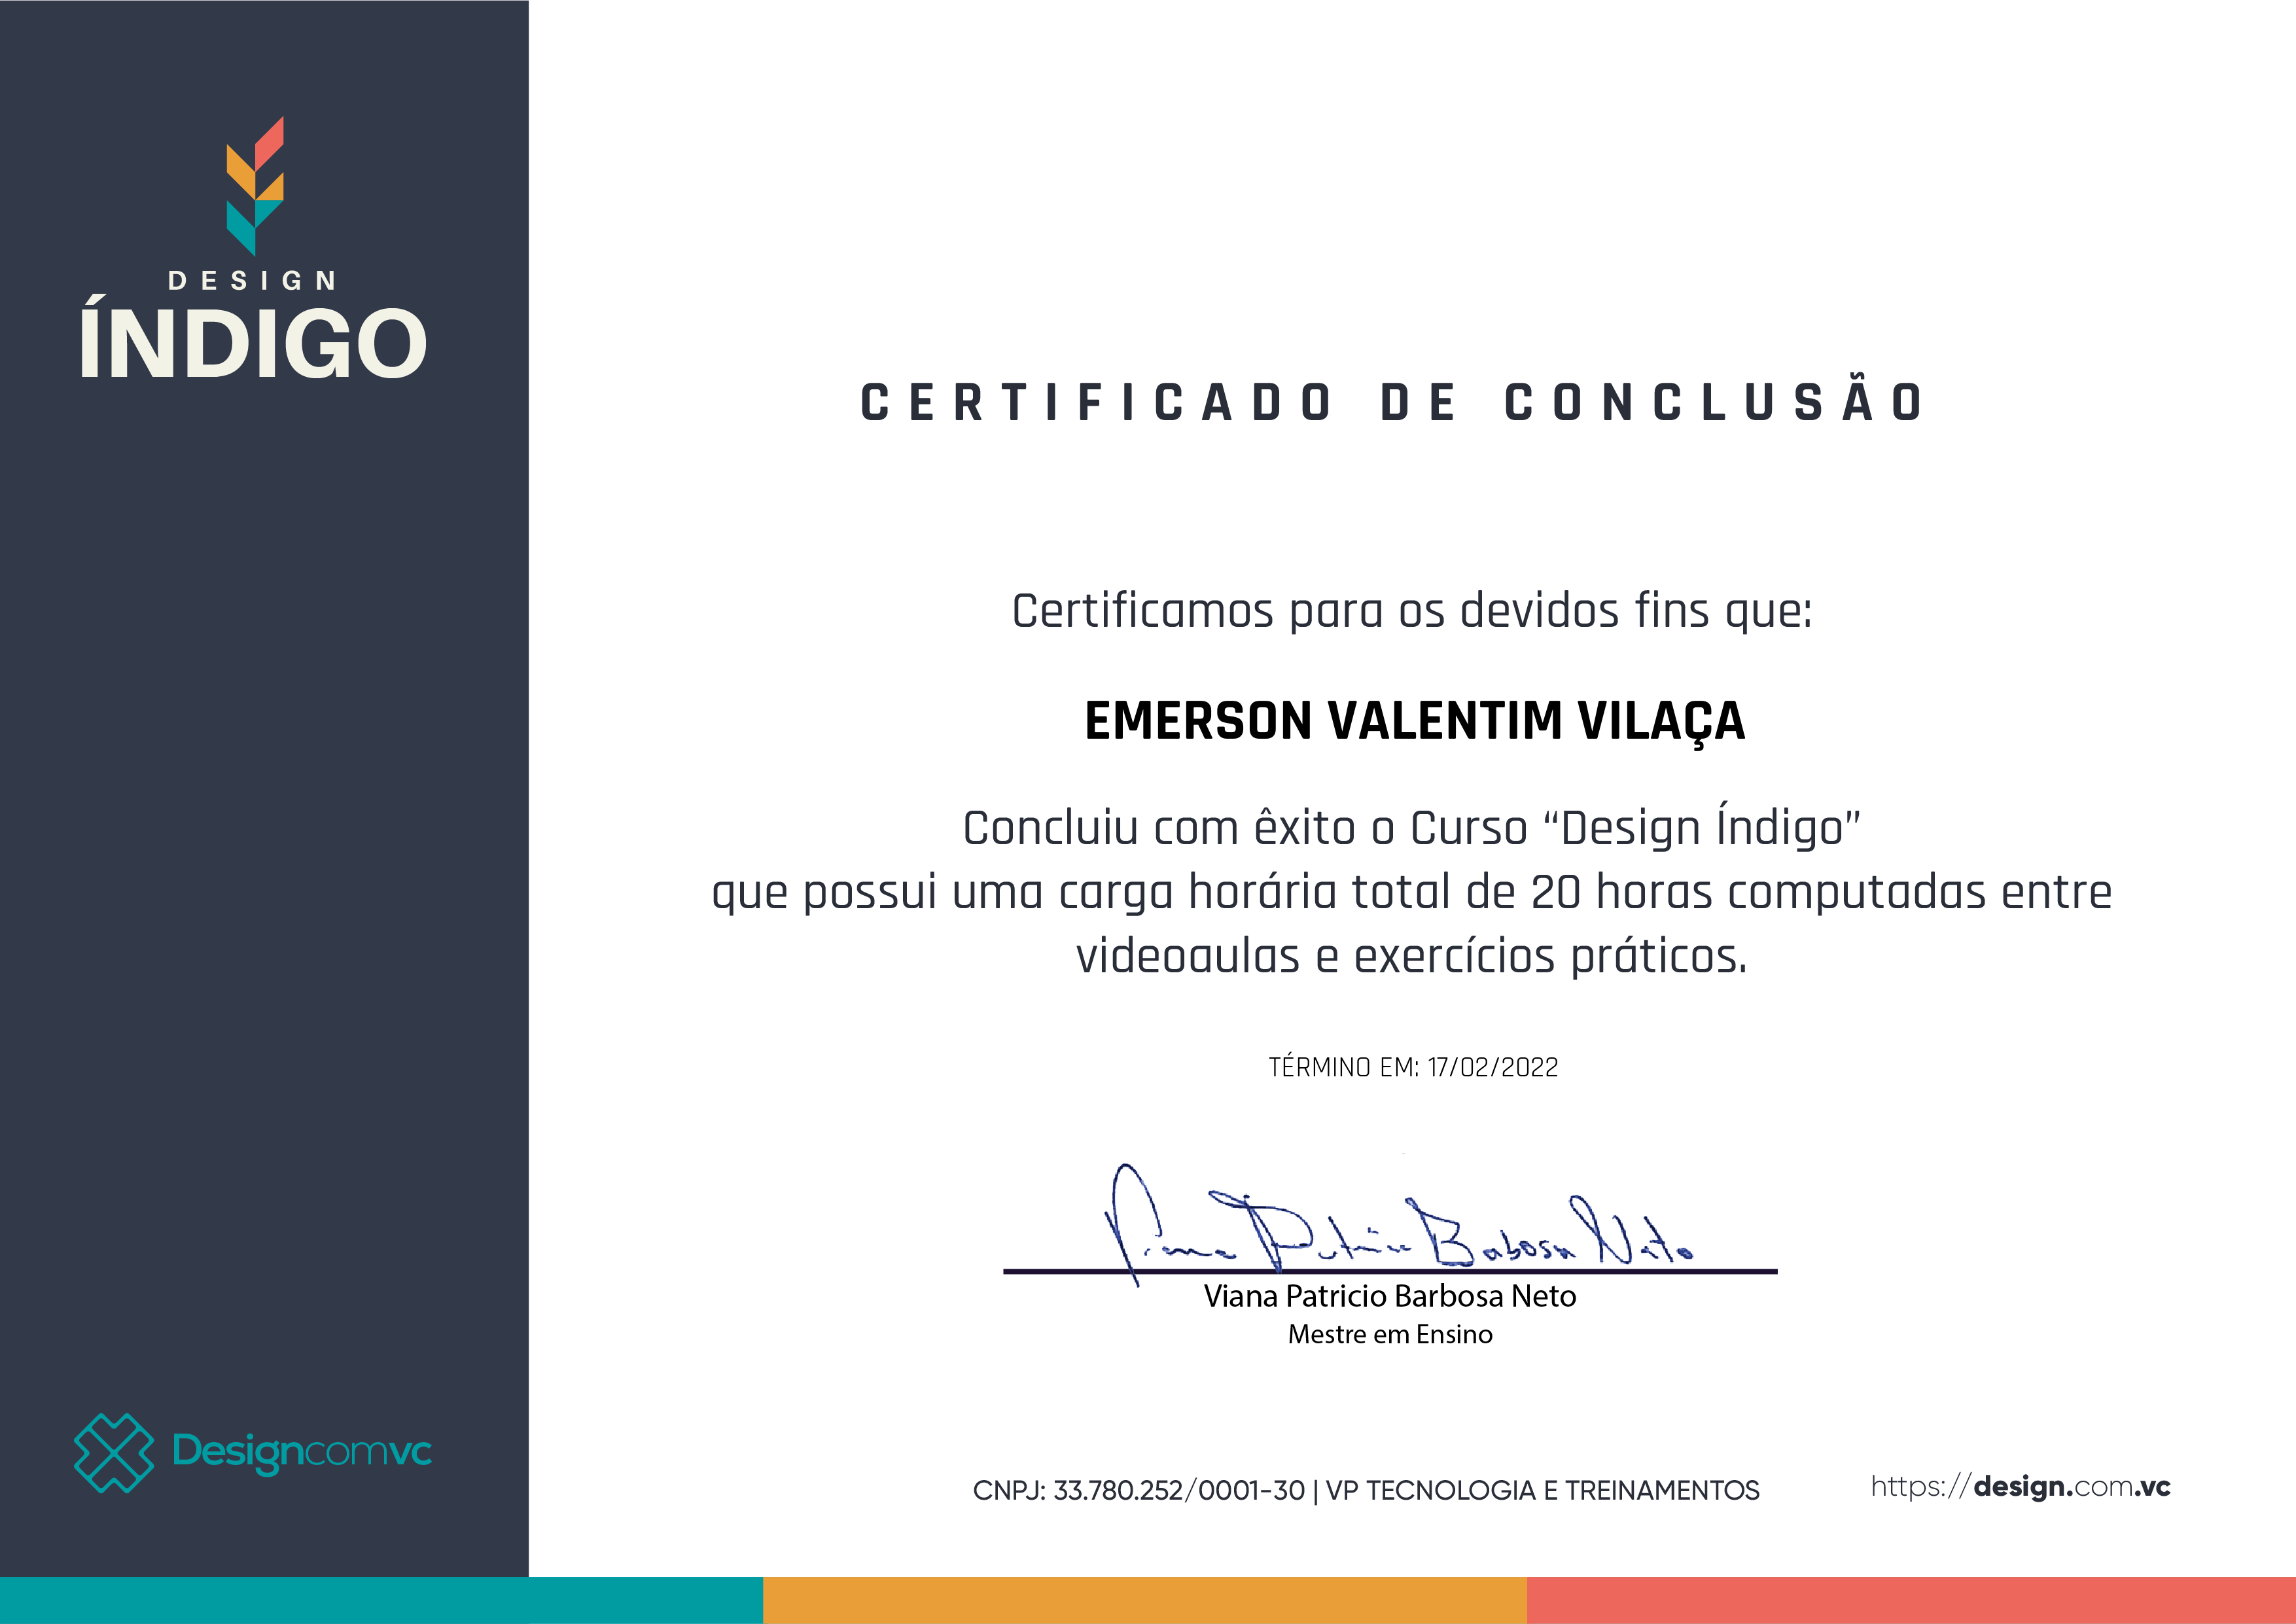 DESIGN
ÍNDIGO
CERTIFICADO DE CONCLUSÃO
Certificamos para os devidos fins que:
EMERSON VALENTIM VILAÇA
Concluiu com êxito o Curso “Design Índigo”
que possui uma carga horária total de 20 horas computadas entre
videoaulas e exercícios práticos.
TÉRMINO EM: 17/02/2022
Viana Patricio Barbosa Neto
Viana Patricio Barbosa Neto
Mestre em Ensino
Designcomvc
CNPJ: 33.780.252/0001-30 | VP TECNOLOGIA E TREINAMENTOS
https://design.com.vc